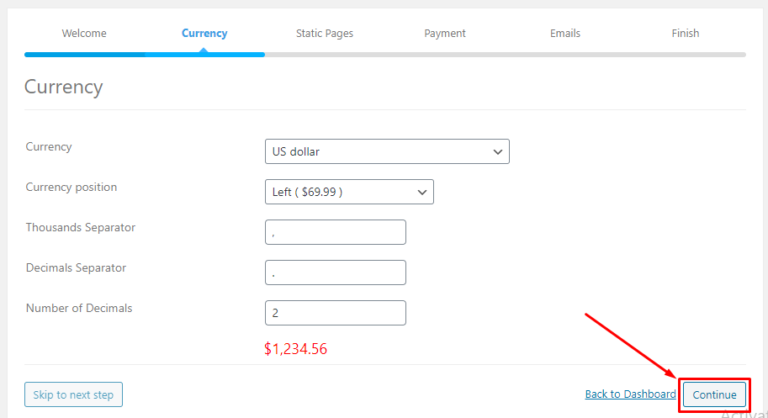 Welcome Currency Static Pages Payment Emails Finish
Currency
Currency US dollar
Currency position Left ( $69.99 )
Thousands Separator ,
Decimals Separator .
Number of Decimals 2
$1,234.56
Skip to next step Back to Dashboard Continue